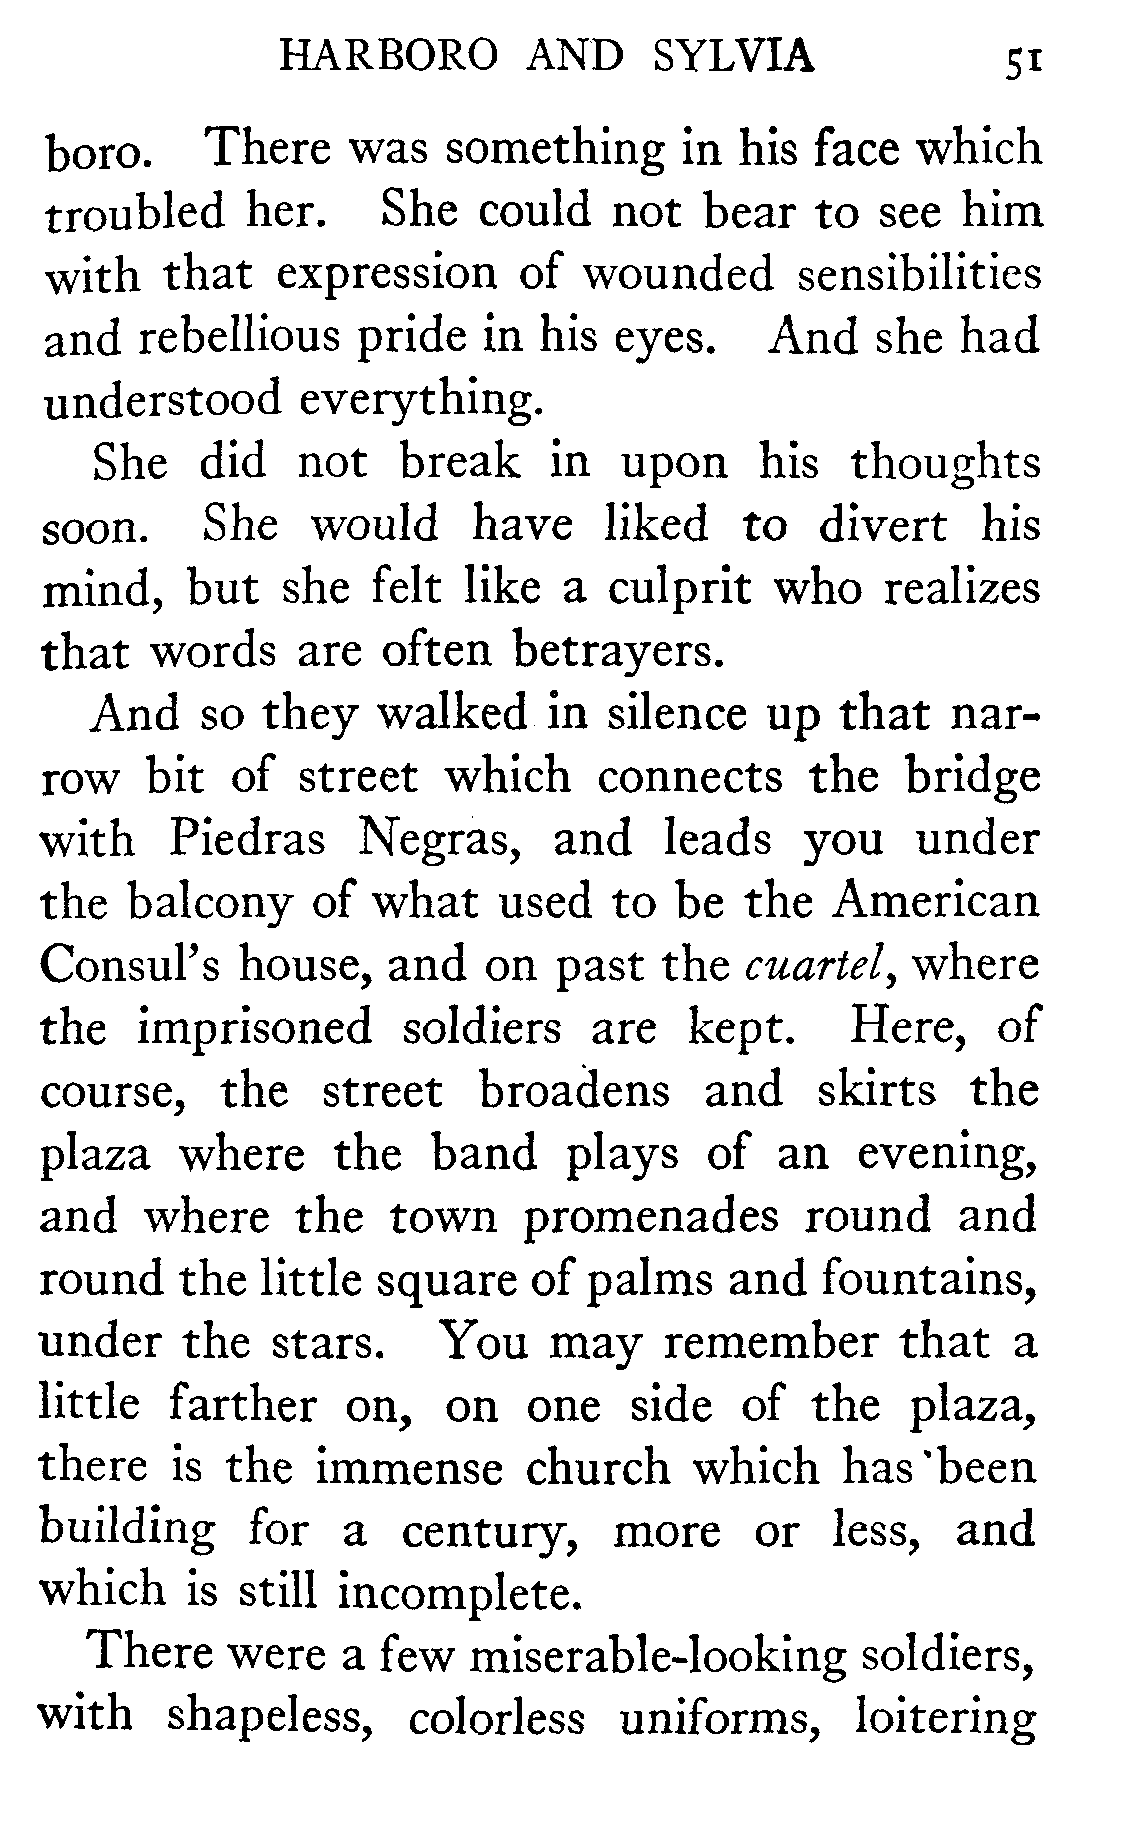 HARBORO AND SYLVIA 51
boro. There was something in his face which
troubled her. She could not bear to see him
with that expression of wounded sensibilities
and rebellious pride in his eyes. And she had
understood everything.
She did not break in upon his thoughts
soon. She would have liked to divert his
mind, but she felt like a culprit who realizes
that words are often betrayers.
And so they walked in silence up that nar-
row bit of street which connects the bridge
with Piedras Negras, and leads you under
the balcony of what used to be the American
Consul's house, and on past the cuartel, where
the imprisoned soldiers are kept. Here, of
course, the street broadens and skirts the
plaza where the band plays of an evening,
and where the town promenades round and
round the little square of palms and fountains,
under the stars. You may remember that a
little farther on, on one side of the plaza,
there is the immense church which has been
building for a century, more or less, and
which is still incomplete.
There were a few miserable-looking soldiers,
with shapeless, colorless uniforms, loitering